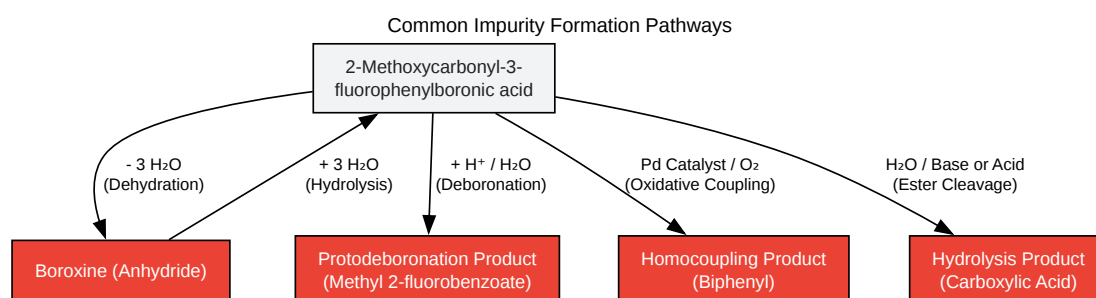 Common Impurity Formation Pathways
2-Methoxycarbonyl-3-
fluorophenylboronic acid
- 3 H₂O
(Dehydration)
+ 3 H₂O
(Hydrolysis)
+ H⁺ / H₂O
(Deboronation)
Pd Catalyst / O₂
(Oxidative Coupling)
H₂O / Base or Acid
(Ester Cleavage)
Boroxine (Anhydride)
Protodeboronation Product
(Methyl 2-fluorobenzoate)
Homocoupling Product
(Biphenyl)
Hydrolysis Product
(Carboxylic Acid)